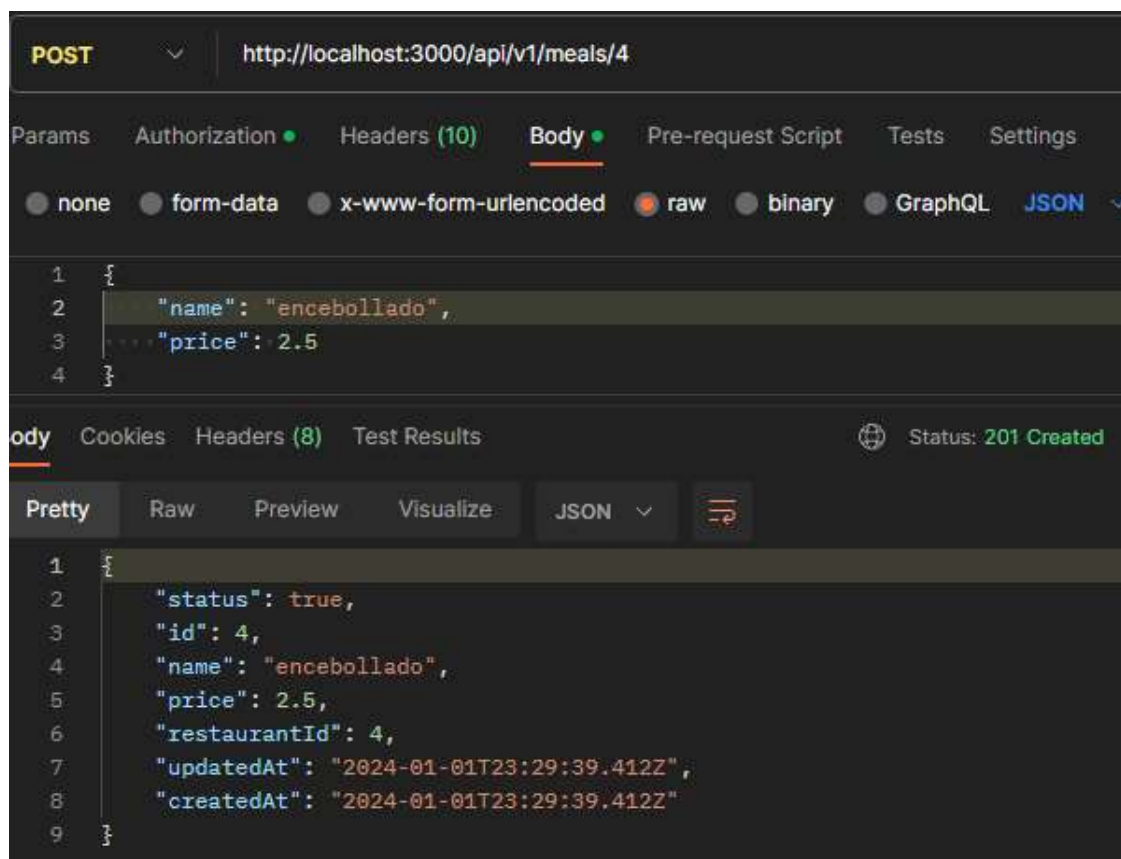 POST http://localhost:3000/api/v1/meals/4
Params Authorization Headers (10) Body Pre-request Script Tests Settings
none form-data x-www-form-urlencoded raw binary GraphQL JSON
1 {
2 "name": "encebollado",
3 "price": 2.5
4 }
ody Cookies Headers (8) Test Results Status: 201 Created
Pretty Raw Preview Visualize JSON
1 {
2 "status": true,
3 "id": 4,
4 "name": "encebollado",
5 "price": 2.5,
6 "restaurantId": 4,
7 "updatedAt": "2024-01-01T23:29:39.412Z",
8 "createdAt": "2024-01-01T23:29:39.412Z"
9 }